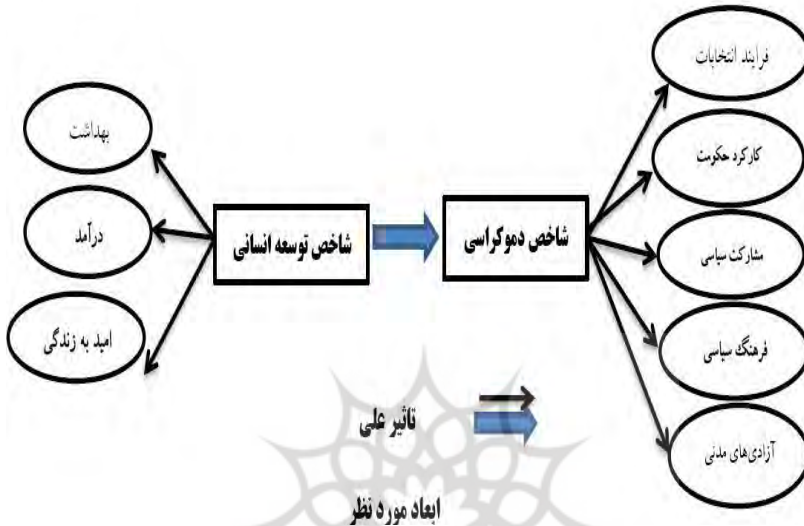 فرایند انتخابات
کارکرد حکومت
مشارکت سیاسی
فرهنگ سیاسی
آزادی‌های مدنی
شاخص دموکراسی
شاخص توسعه انسانی
بهداشت
درآمد
امید به زندگی
تاثیر علی
ابعاد مورد نظر